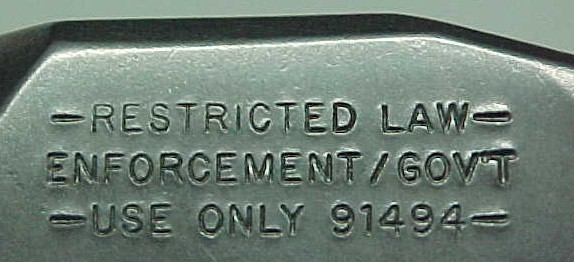 —RESTRICTED LAW—
ENFORCEMENT/GOV'T
—USE ONLY 91494—